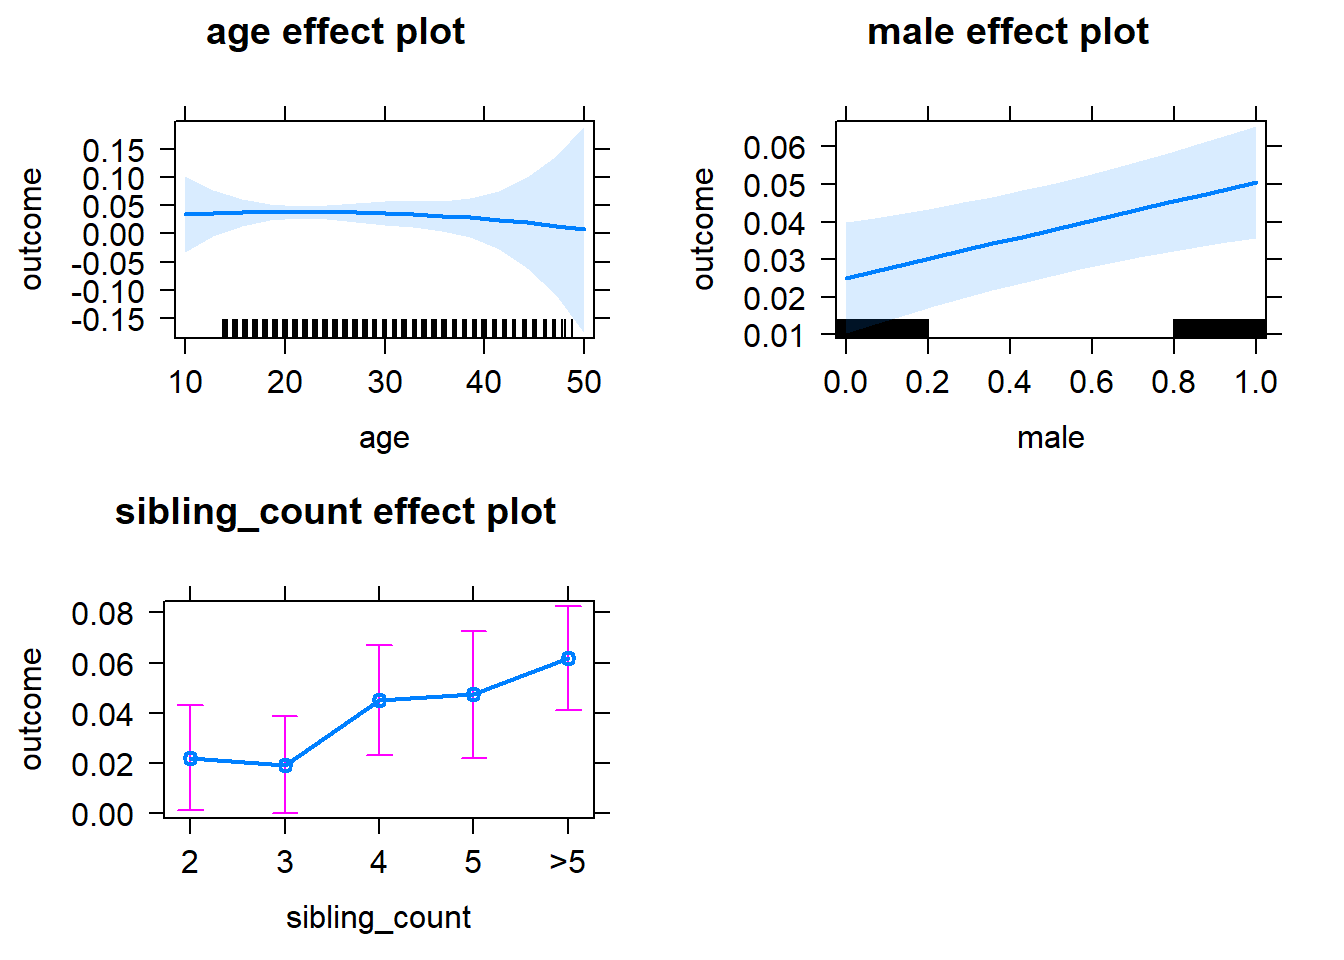 age effect plot
outcome
0.15
0.10
0.05
0.00
-0.05
-0.10
-0.15
10 20 30 40 50
age
male effect plot
outcome
0.06
0.05
0.04
0.03
0.02
0.01
0.0 0.2 0.4 0.6 0.8 1.0
male
sibling_count effect plot
outcome
0.08
0.06
0.04
0.02
0.00
2 3 4 5 >5
sibling_count